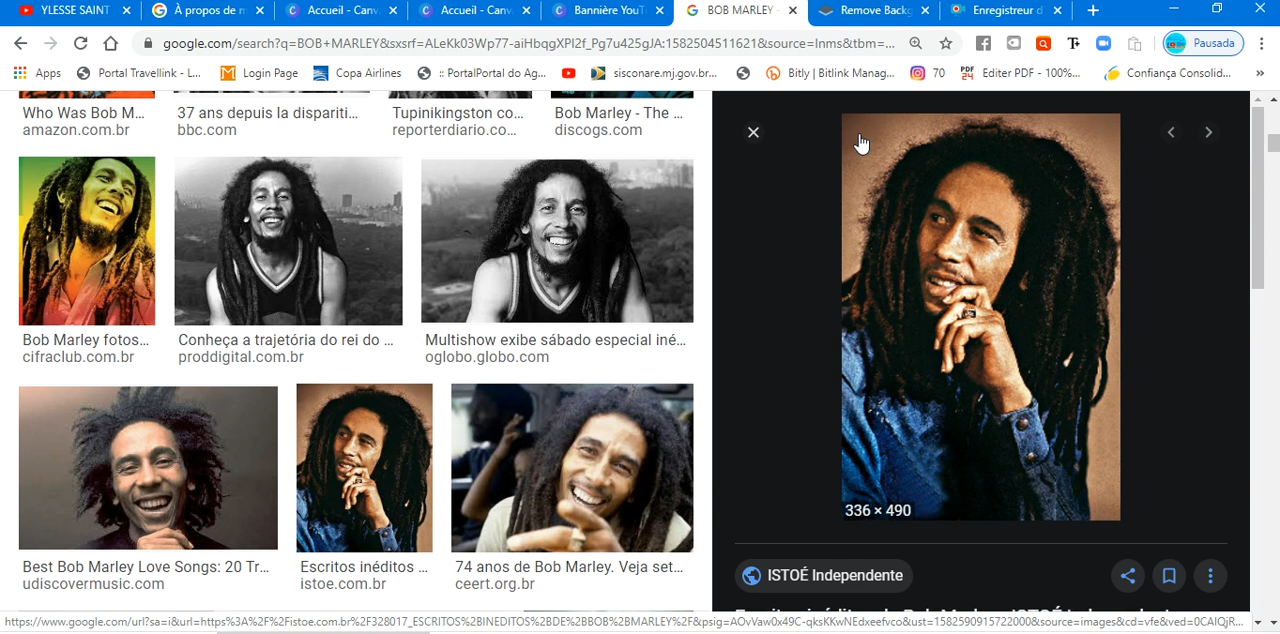 YLESSE SAINT
À propos de m
Accueil - Canv
Accueil - Canv
Bannière YouT
BOB MARLEY -
Remove Backg
Enregistreur d
google.com/search?q=BOB+MARLEY&sxsrf=ALeKk03Wp77-aiHbqgXPI2f_Pg7u425gJA:1582504511621&source=lnms&tbm=...
Pausada
Apps
Portal Travellink - L...
Login Page
Copa Airlines
:: PortalPortal do Ag...
sisconare.mj.gov.br...
Bitly | Bitlink Manag...
70
PDF
24
Editer PDF - 100%...
Confiança Consolid...
»
Who Was Bob M...
amazon.com.br
37 ans depuis la dispariti...
bbc.com
Tupinikingston co...
reporterdiario.co...
Bob Marley - The ...
discogs.com
Bob Marley fotos...
cifraclub.com.br
Conheça a trajetória do rei do ...
proddigital.com.br
Multishow exibe sábado especial iné...
oglobo.globo.com
Best Bob Marley Love Songs: 20 Tr...
udiscovermusic.com
Escritos inéditos ...
istoe.com.br
74 anos de Bob Marley. Veja set...
ceert.org.br
336 × 490
ISTOÉ Independente
https://www.google.com/url?sa=i&url=https%3A%2F%2Fistoe.com.br%2F328017_ESCRITOS%2BINEDITOS%2BDE%2BBOB%2BMARLEY%2F&psig=AOvVaw0x49C-qksKKwNEdxeefvco&ust=1582590915722000&source=images&cd=vfe&ved=0CAIQjR...